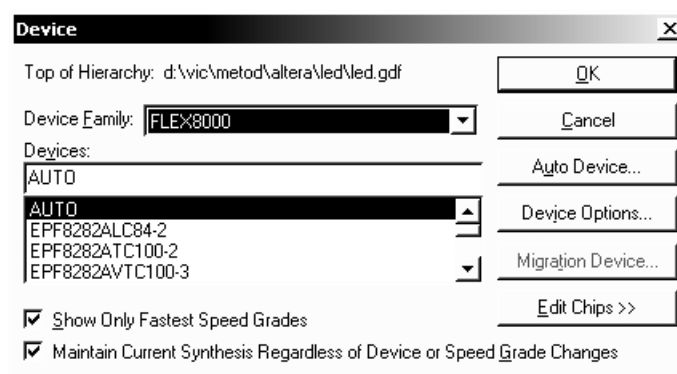 Device
Top of Hierarchy: d:\vic\metod\altera\led\led.gdf
OK
Device Family: FLEX8000
Cancel
Devices:
AUTO
Auto Device...
AUTO
EPF8282ALC84-2
EPF8282ATC100-2
EPF8282AVTC100-3
Device Options...
Migration Device...
Edit Chips >>
Show Only Fastest Speed Grades
Maintain Current Synthesis Regardless of Device or Speed Grade Changes